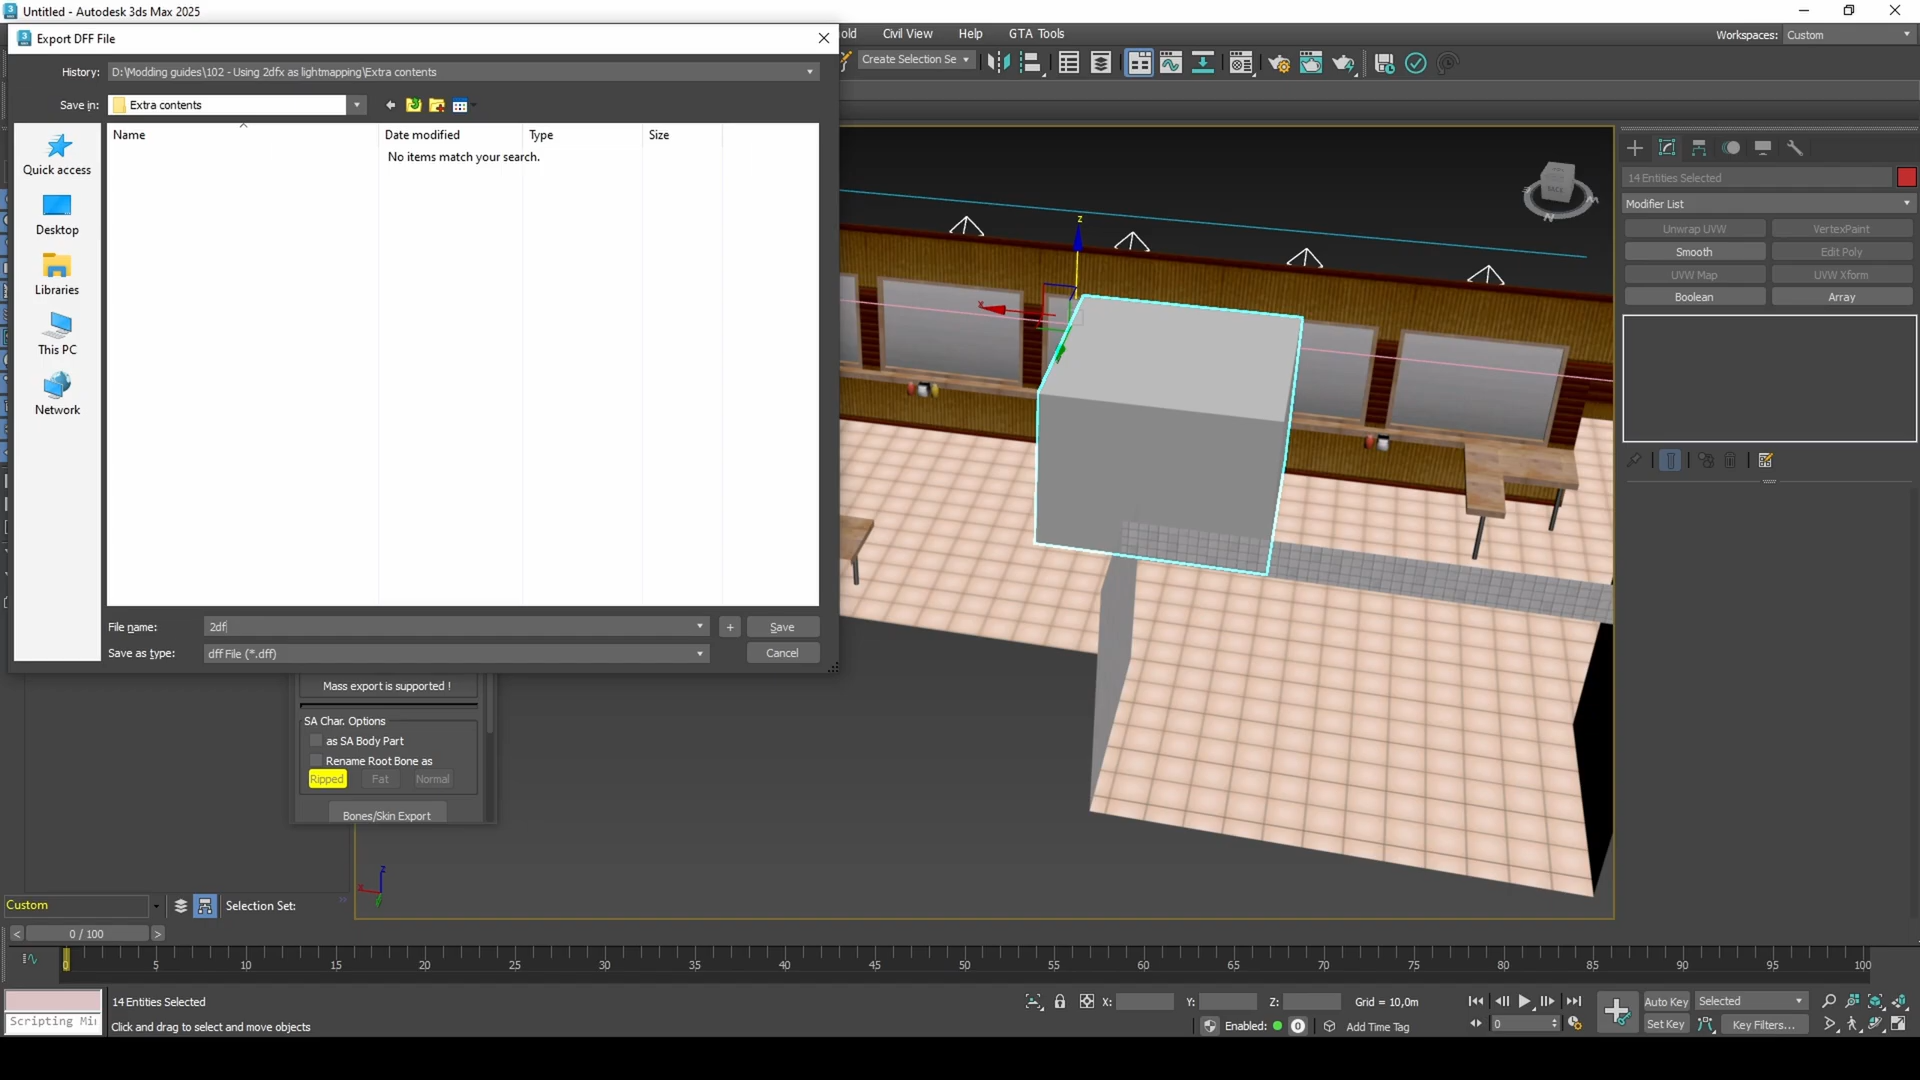 Untitled - Autodesk 3ds Max 2025
Export DFF File
old
Civil View
Help
GTA Tools
Workspaces:
Custom
History:
D:\Modding guides\102 - Using 2dfx as lightmapping\Extra contents
Create Selection Se
Save in:
Extra contents
Name
Date modified
Type
Size
No items match your search.
Quick access
Desktop
Libraries
This PC
Network
14 Entities Selected
Modifier List
Unwrap UVW
VertexPaint
Smooth
Edit Poly
UVW Map
UVW Xform
Boolean
Array
z
x
BACK
N
File name:
2df
+
Save
Save as type:
dff File (*.dff)
Cancel
Mass export is supported !
SA Char. Options
as SA Body Part
Rename Root Bone as
Ripped
Fat
Normal
Bones/Skin Export
z
x
Custom
Selection Set:
<
0 / 100
>
0
5
10
15
20
25
30
35
40
45
50
55
60
65
70
75
80
85
90
95
100
14 Entities Selected
X:
Y:
Z:
Grid = 10,0m
Auto Key
Selected
Scripting Mi
Click and drag to select and move objects
Enabled:
0
Add Time Tag
0
Set Key
Key Filters...